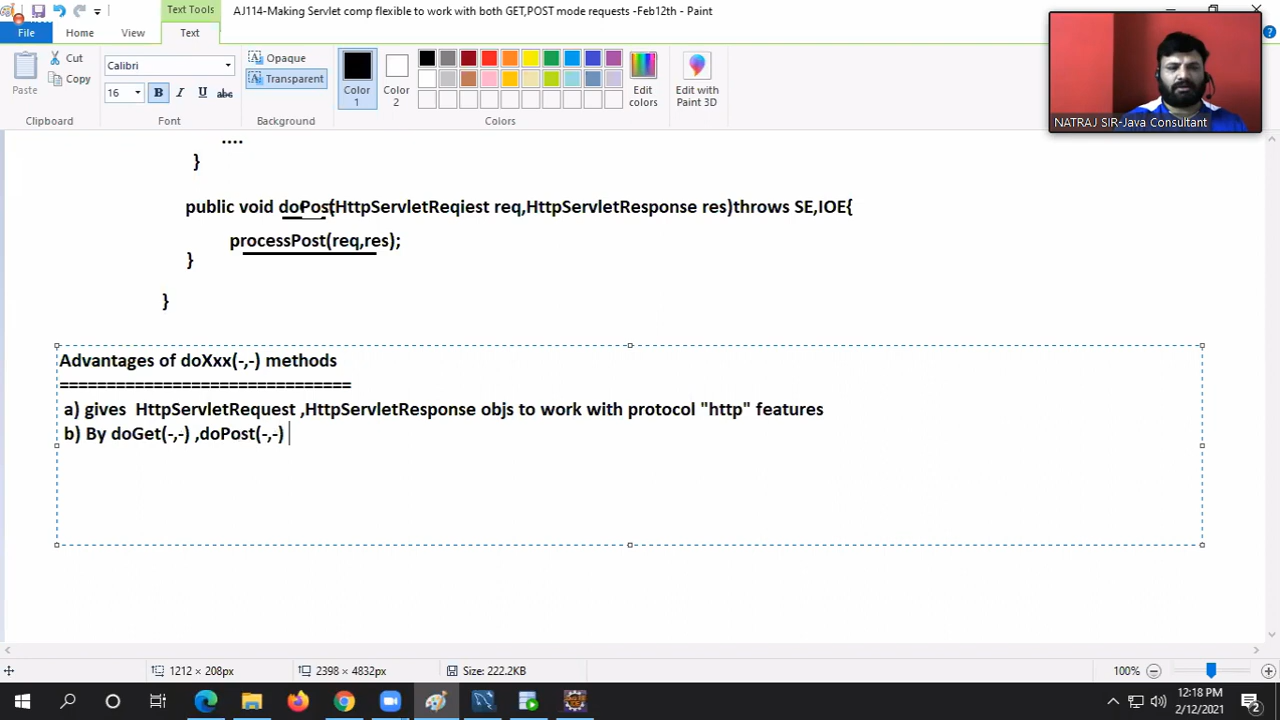 Text Tools
AJ114-Making Servlet comp flexible to work with both GET,POST mode requests -Feb12th - Paint
File
Home
View
Text
Paste
Cut
Copy
Clipboard
Calibri
16
B
I
U
abc
Font
Opaque
Transparent
Background
Color 1
Color 2
Edit colors
Colors
Edit with Paint 3D
NATRAJ SIR-Java Consultant
....
}
public void doPos(HttpServletReqiest req,HttpServletResponse res)throws SE,IOE{
processPost(req,res);
}
}
Advantages of doXxx(-,-) methods
===============================
a) gives HttpServletRequest ,HttpServletResponse objs to work with protocol "http" features
b) By doGet(-,-) ,doPost(-,-)
1212 × 208px
2398 × 4832px
Size: 222.2KB
100%
12:18 PM
2/12/2021
2